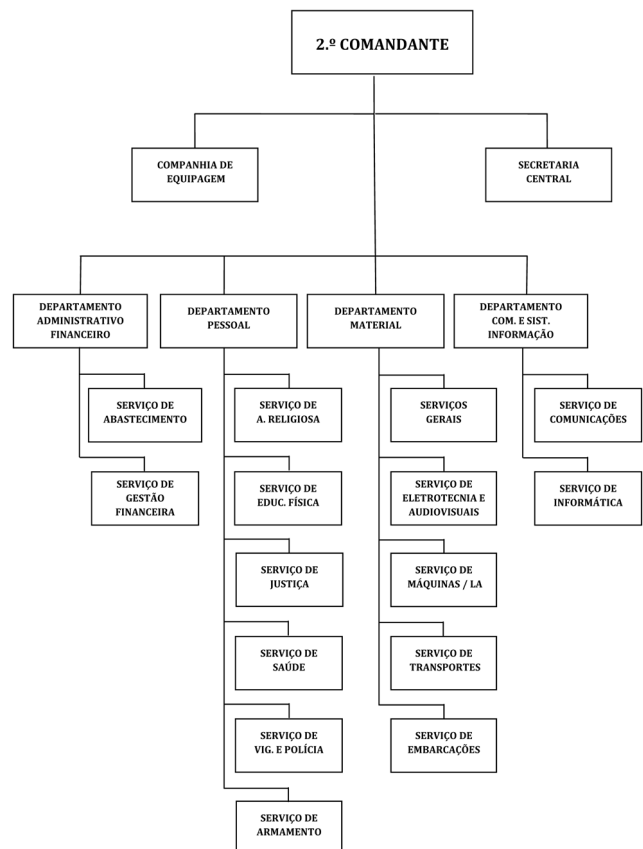 2.º COMANDANTE
COMPANHIA DE
EQUIPAGEM
SECRETARIA
CENTRAL
DEPARTAMENTO
ADMINISTRATIVO
FINANCEIRO
DEPARTAMENTO
PESSOAL
DEPARTAMENTO
MATERIAL
DEPARTAMENTO
COM. E SIST.
INFORMAÇÃO
SERVIÇO DE
ABASTECIMENTO
SERVIÇO DE
GESTÃO
FINANCEIRA
SERVIÇO DE
A. RELIGIOSA
SERVIÇO DE
EDUC. FÍSICA
SERVIÇO DE
JUSTIÇA
SERVIÇO DE
SAÚDE
SERVIÇO DE
VIG. E POLÍCIA
SERVIÇO DE
ARMAMENTO
SERVIÇOS
GERAIS
SERVIÇO DE
ELETROTECNIA E
AUDIOVISUAIS
SERVIÇO DE
MÁQUINAS / LA
SERVIÇO DE
TRANSPORTES
SERVIÇO DE
EMBARCAÇÕES
SERVIÇO DE
COMUNICAÇÕES
SERVIÇO DE
INFORMÁTICA